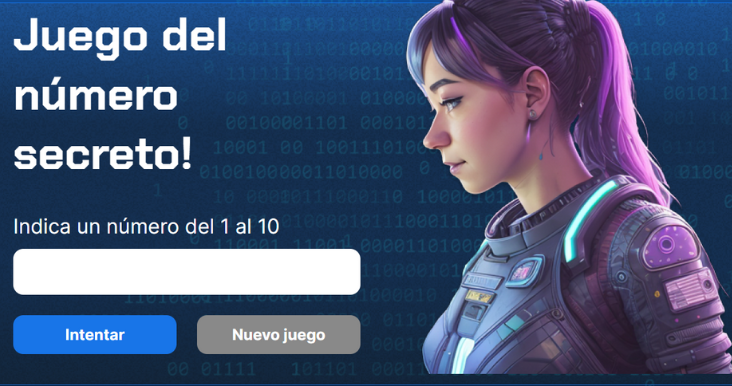 Juego del
número
secreto!
Indica un número del 1 al 10
Intentar
Nuevo juego